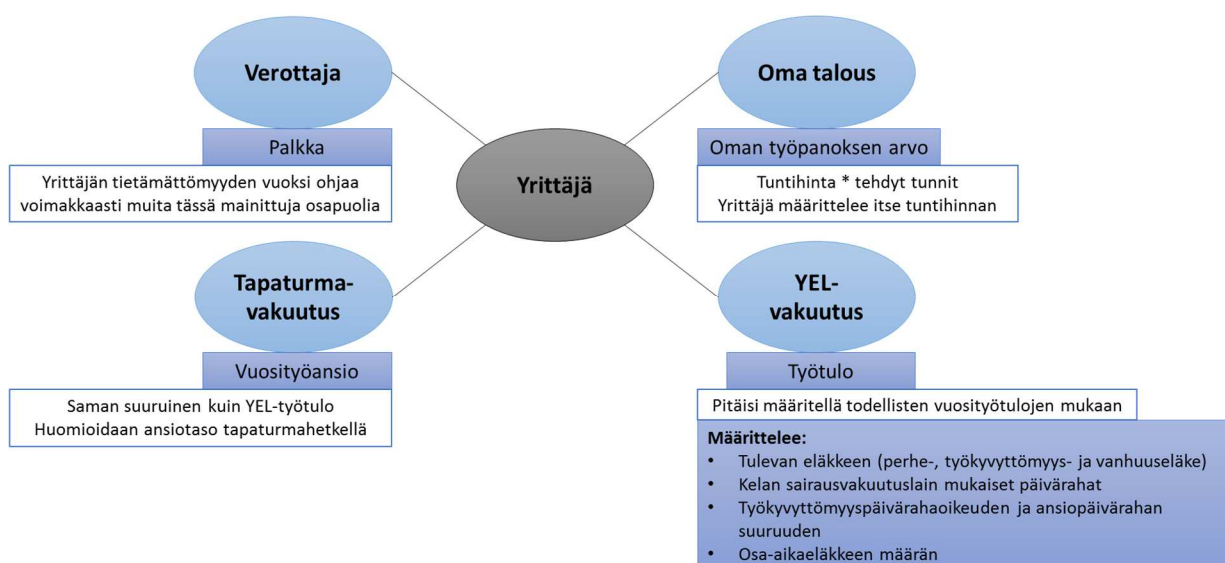 Verottaja
Palkka
Yrittäjän tietämättömyyden vuoksi ohjaa
voimakkaasti muita tässä mainittuja osapuolia
Oma talous
Oman työpanoksen arvo
Tuntihinta * tehdyt tunnit
Yrittäjä määrittelee itse tuntihinnan
Yrittäjä
Tapaturma-
vakuutus
Vuosityöansio
Saman suuruinen kuin YEL-työtulo
Huomioidaan ansiotaso tapaturmahetkellä
YEL-
vakuutus
Työtulo
Pitäisi määritellä todellisten vuosityötulojen mukaan
Määrittelee:
• Tulevan eläkkeen (perhe-, työkyvyttömyys- ja vanhuuseläke)
• Kelan sairausvakuutuslain mukaiset päivärahat
• Työkyvyttömyyspäivärahaoikeuden ja ansiopäivärahan
suuruuden
• Osa-aikaeläkkeen määrän